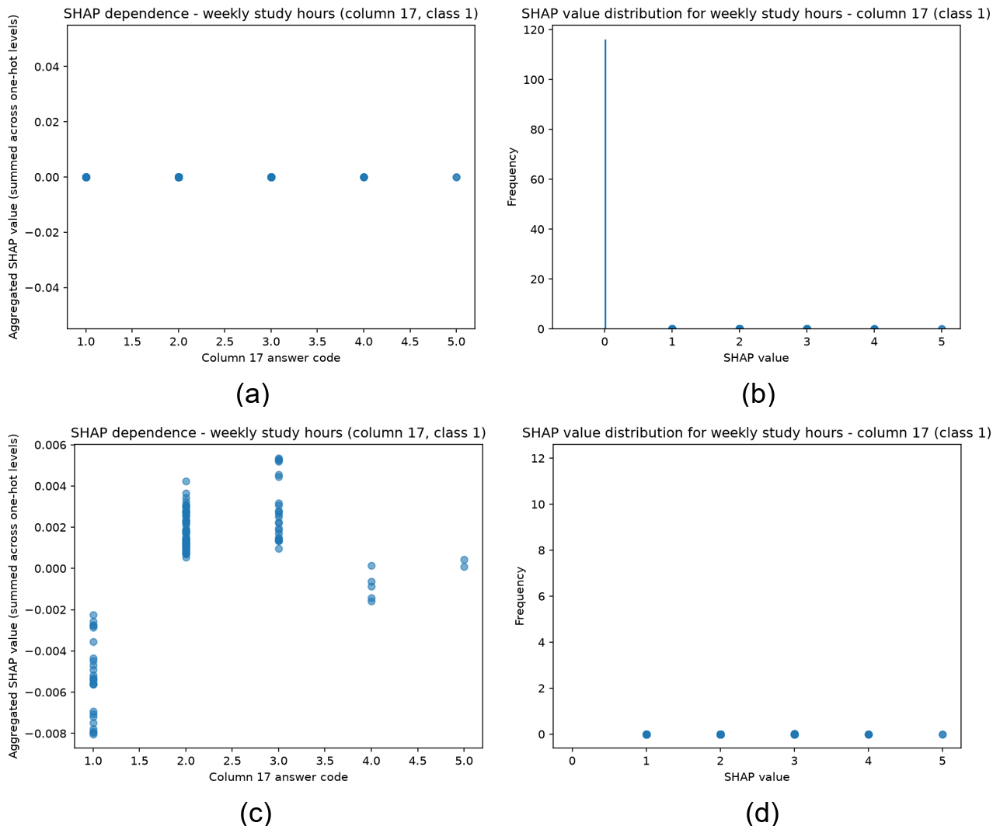 SHAP dependence - weekly study hours (column 17, class 1)
Aggregated SHAP value (summed across one-hot levels)
0.04
0.02
0.00
−0.02
−0.04
1.0 1.5 2.0 2.5 3.0 3.5 4.0 4.5 5.0
Column 17 answer code
(a)
SHAP value distribution for weekly study hours - column 17 (class 1)
Frequency
120
100
80
60
40
20
0
0 1 2 3 4 5
SHAP value
(b)
SHAP dependence - weekly study hours (column 17, class 1)
Aggregated SHAP value (summed across one-hot levels)
0.006
0.004
0.002
0.000
−0.002
−0.004
−0.006
−0.008
1.0 1.5 2.0 2.5 3.0 3.5 4.0 4.5 5.0
Column 17 answer code
(c)
SHAP value distribution for weekly study hours - column 17 (class 1)
Frequency
12
10
8
6
4
2
0
0 1 2 3 4 5
SHAP value
(d)